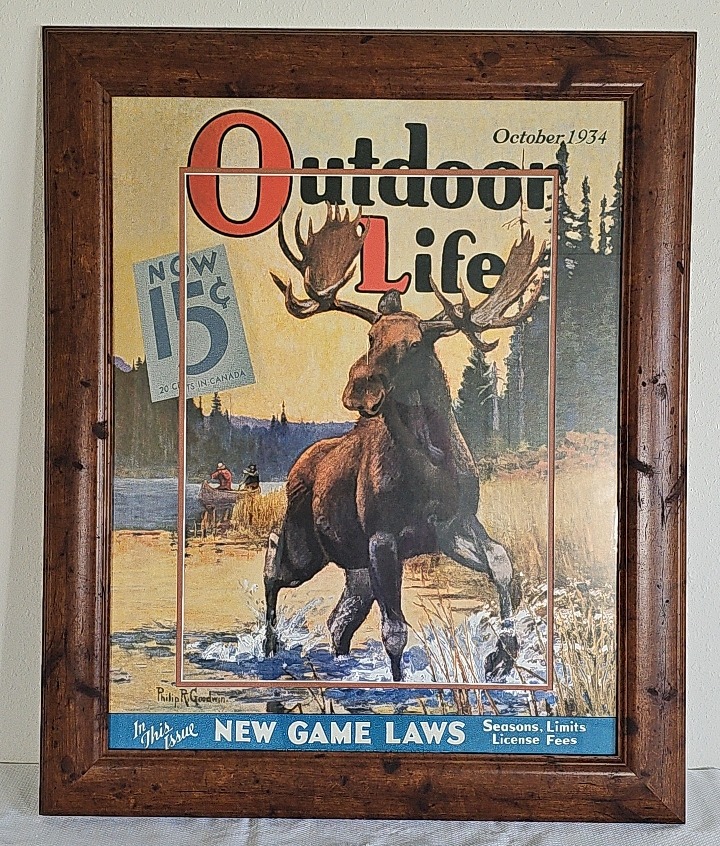 October 1934
Outdoor
Life
NOW
15¢
20 CENTS IN CANADA
Philip R. Goodwin
In
This
Issue
NEW GAME LAWS
Seasons, Limits
License Fees